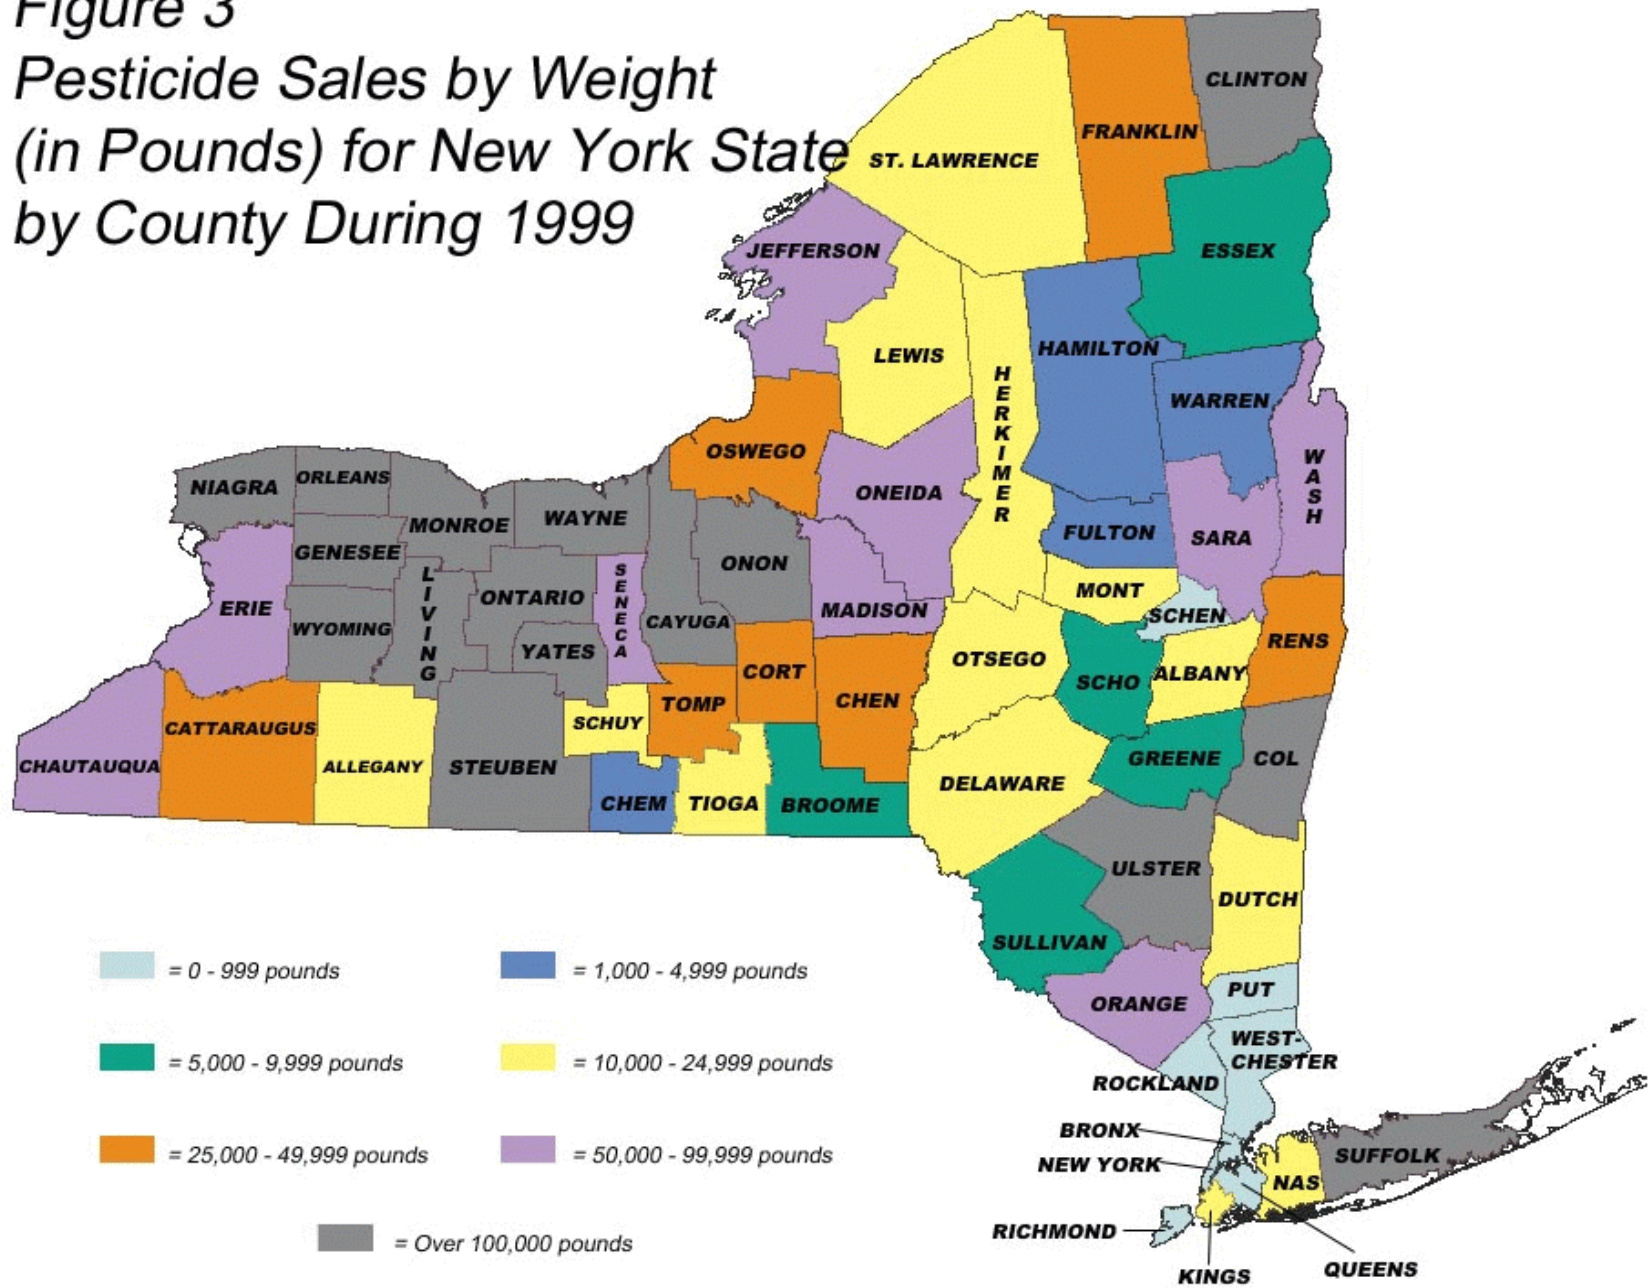 Figure 3
Pesticide Sales by Weight
(in Pounds) for New York State
by County During 1999
CLINTON
FRANKLIN
ST. LAWRENCE
ESSEX
JEFFERSON
LEWIS
HAMILTON
HERKIMER
WARREN
OSWEGO
WASH
ONEIDA
NIAGRA
ORLEANS
MONROE
WAYNE
FULTON
SARA
GENESEE
ONON
LIVING
SENECA
ONTARIO
MONT
ERIE
MADISON
SCHEN
WYOMING
CAYUGA
YATES
RENS
OTSEGO
CORT
ALBANY
SCHO
CHEN
TOMP
SCHUY
CATTARAUGUS
CHAUTAUQUA
ALLEGANY
STEUBEN
GREENE
COL
DELAWARE
CHEM
TIOGA
BROOME
ULSTER
DUTCH
SULLIVAN
PUT
ORANGE
WEST-
CHESTER
ROCKLAND
BRONX
NEW YORK
SUFFOLK
NAS
RICHMOND
QUEENS
KINGS
= 0 - 999 pounds
= 1,000 - 4,999 pounds
= 5,000 - 9,999 pounds
= 10,000 - 24,999 pounds
= 25,000 - 49,999 pounds
= 50,000 - 99,999 pounds
= Over 100,000 pounds